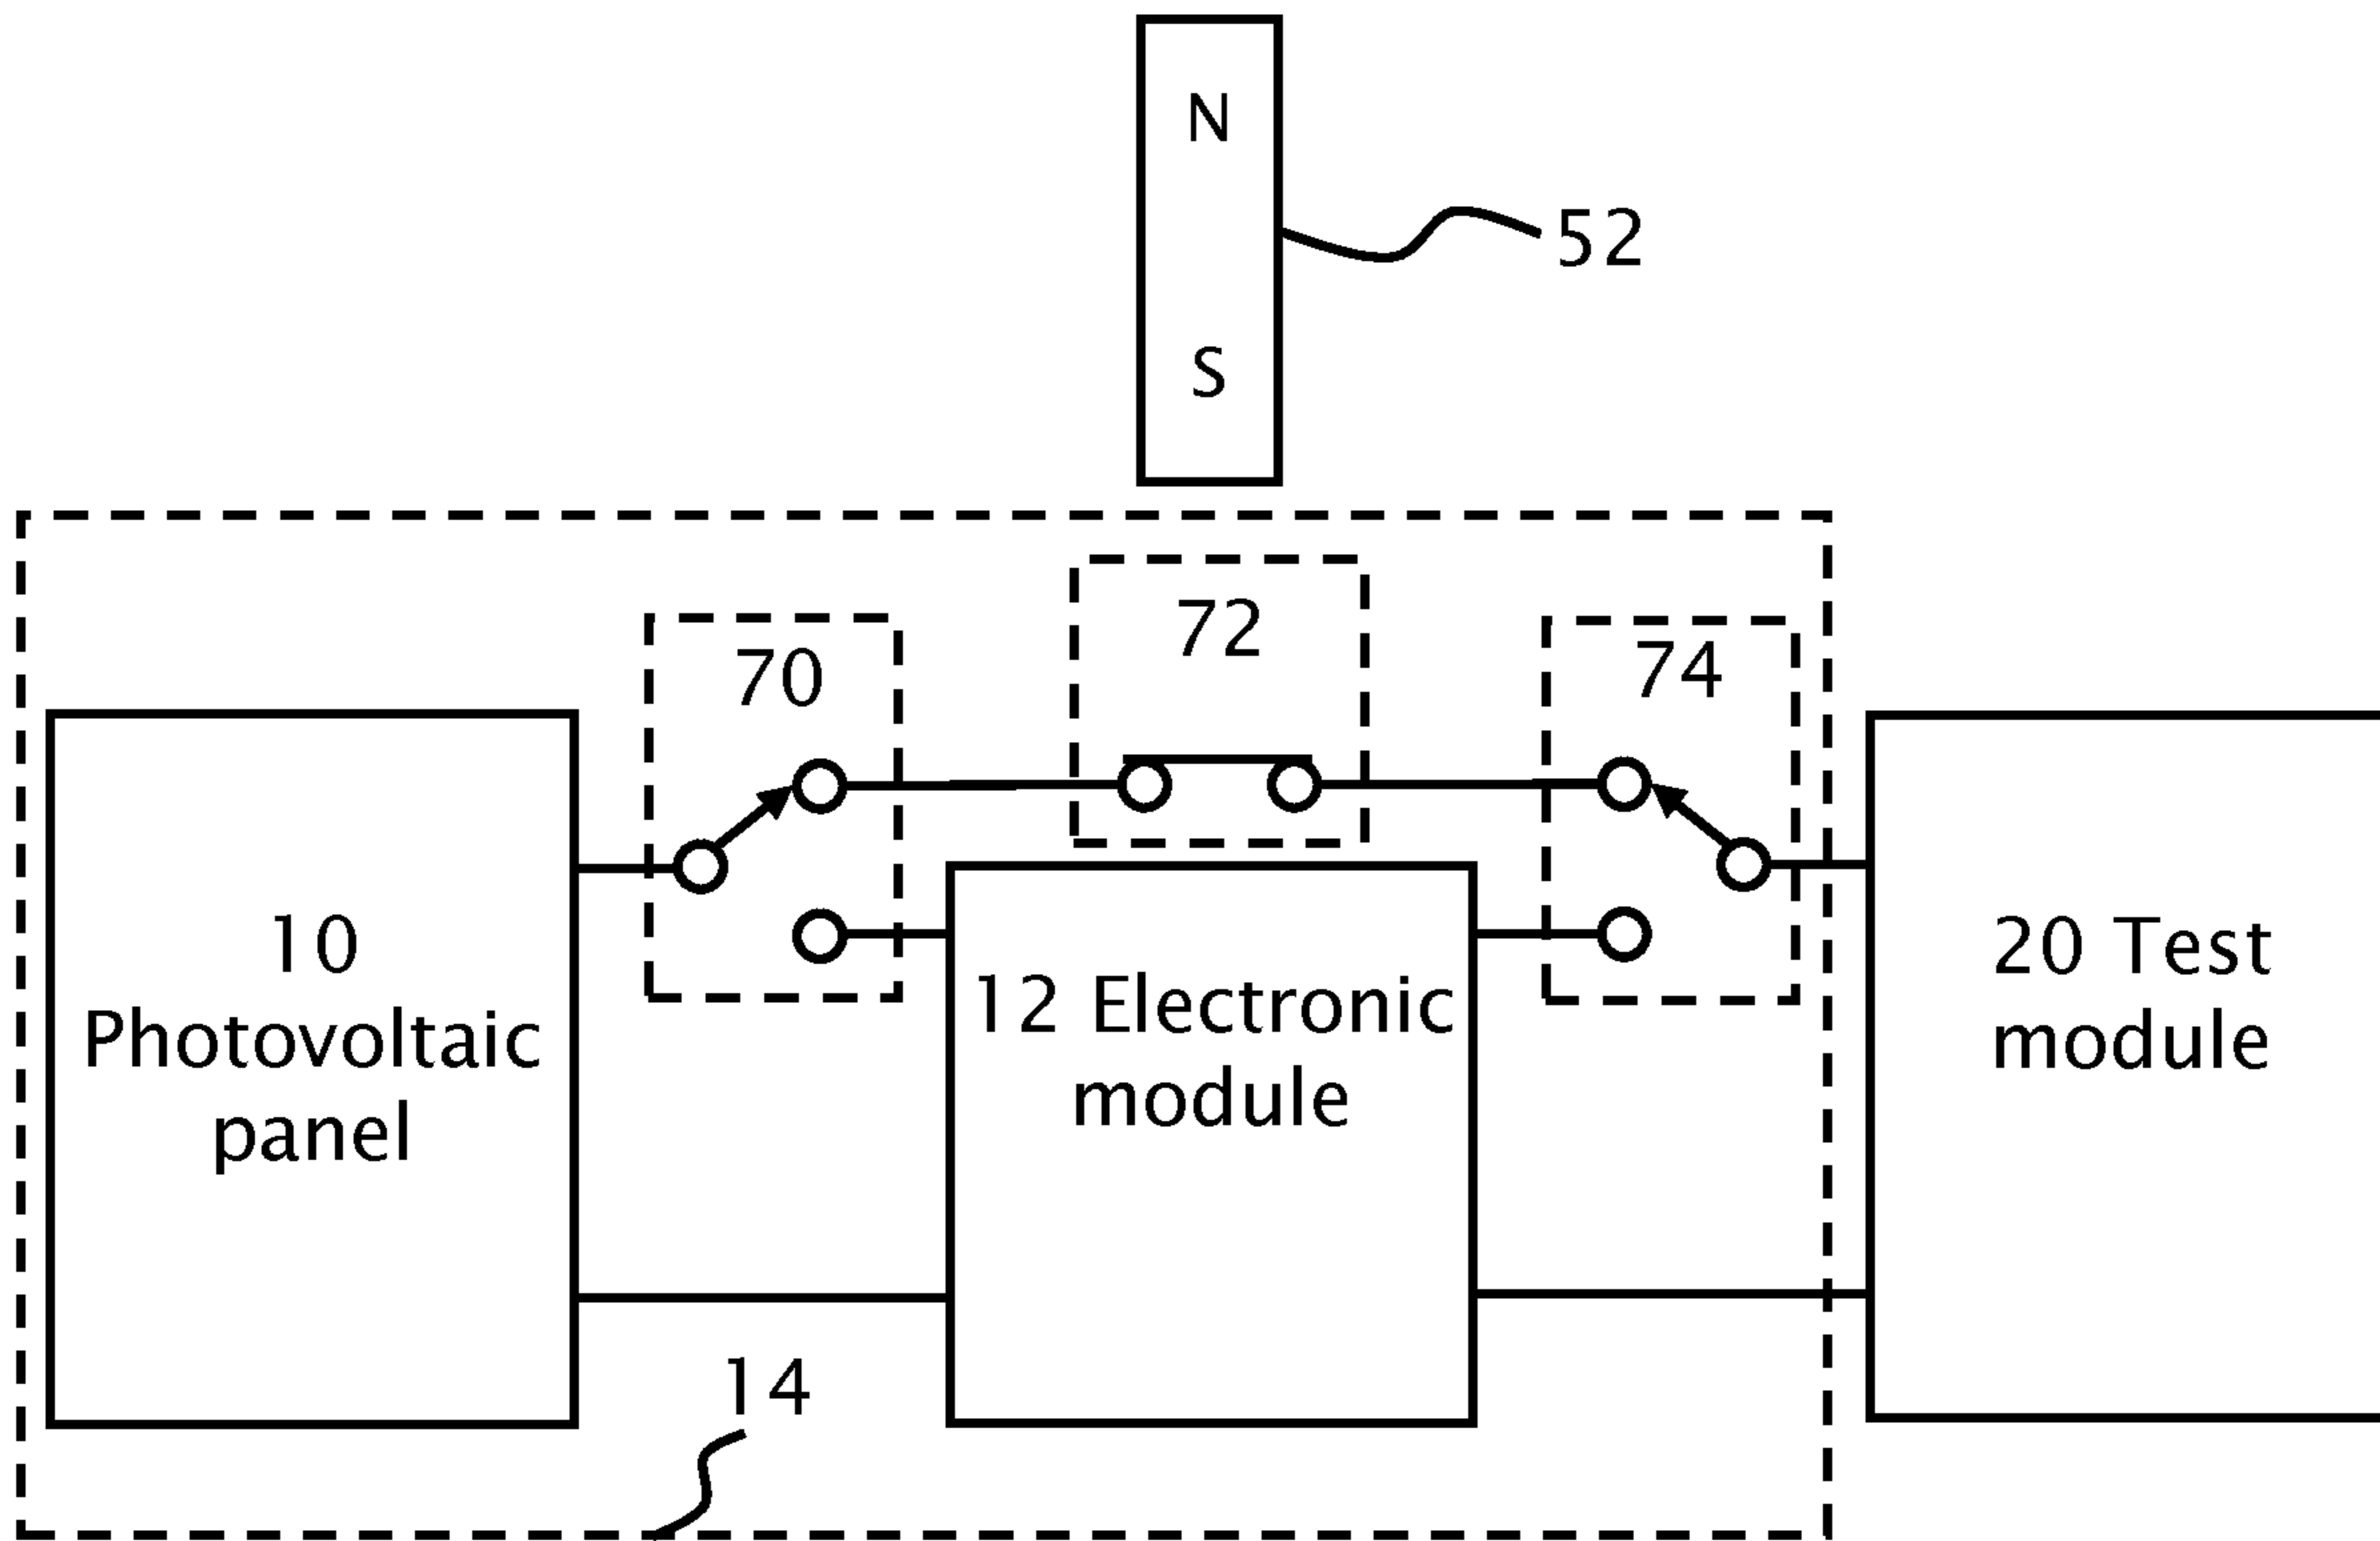 N
S
52
72
70
74
10
Photovoltaic
panel
12 Electronic
module
20 Test
module
14